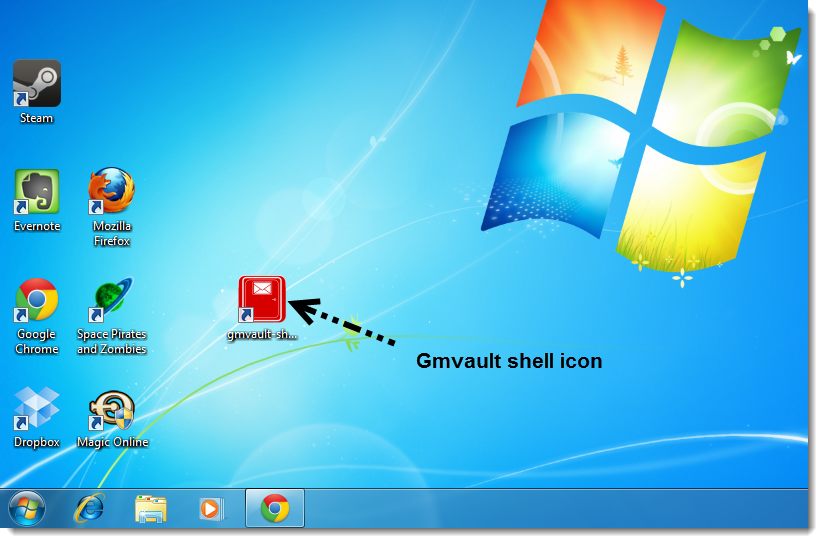 Steam
Evernote
Mozilla
Firefox
Google
Chrome
Space Pirates
and Zombies
gmvault-sh...
Gmvault shell icon
Dropbox
Magic Online